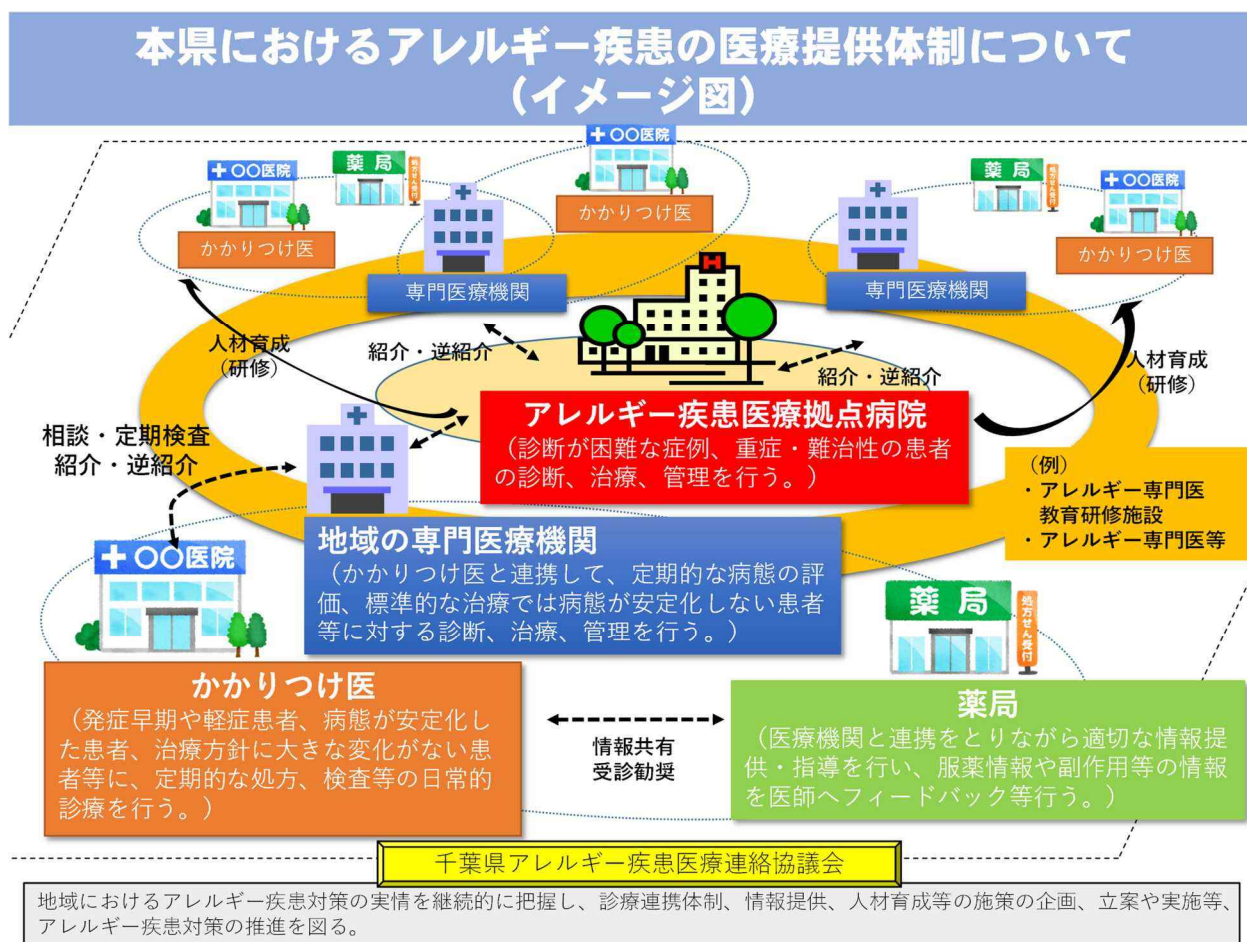 本県におけるアレルギー疾患の医療提供体制について
（イメージ図）
〇〇医院
かかりつけ医
薬局
処方せん受付
専門医療機関
〇〇医院
かかりつけ医
専門医療機関
薬局
処方せん受付
〇〇医院
かかりつけ医
H
人材育成
（研修）
紹介・逆紹介
紹介・逆紹介
人材育成
（研修）
アレルギー疾患医療拠点病院
（診断が困難な症例、重症・難治性の患者
の診断、治療、管理を行う。）
相談・定期検査
紹介・逆紹介
（例）
・アレルギー専門医
教育研修施設
・アレルギー専門医等
地域の専門医療機関
（かかりつけ医と連携して、定期的な病態の評
価、標準的な治療では病態が安定化しない患者
等に対する診断、治療、管理を行う。）
〇〇医院
薬局
処方せん受付
かかりつけ医
（発症早期や軽症患者、病態が安定化し
た患者、治療方針に大きな変化がない患
者等に、定期的な処方、検査等の日常的
診療を行う。）
情報共有
受診勧奨
薬局
（医療機関と連携をとりながら適切な情報提
供・指導を行い、服薬情報や副作用等の情報
を医師へフィードバック等行う。）
千葉県アレルギー疾患医療連絡協議会
地域におけるアレルギー疾患対策の実情を継続的に把握し、診療連携体制、情報提供、人材育成等の施策の企画、立案や実施等、
アレルギー疾患対策の推進を図る。